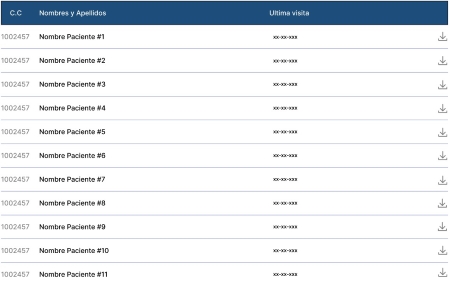 C.C Nombres y Apellidos Ultima visita
1002457 Nombre Paciente #1 xx-xx-xxx
1002457 Nombre Paciente #2 xx-xx-xxx
1002457 Nombre Paciente #3 xx-xx-xxx
1002457 Nombre Paciente #4 xx-xx-xxx
1002457 Nombre Paciente #5 xx-xx-xxx
1002457 Nombre Paciente #6 xx-xx-xxx
1002457 Nombre Paciente #7 xx-xx-xxx
1002457 Nombre Paciente #8 xx-xx-xxx
1002457 Nombre Paciente #9 xx-xx-xxx
1002457 Nombre Paciente #10 xx-xx-xxx
1002457 Nombre Paciente #11 xx-xx-xxx